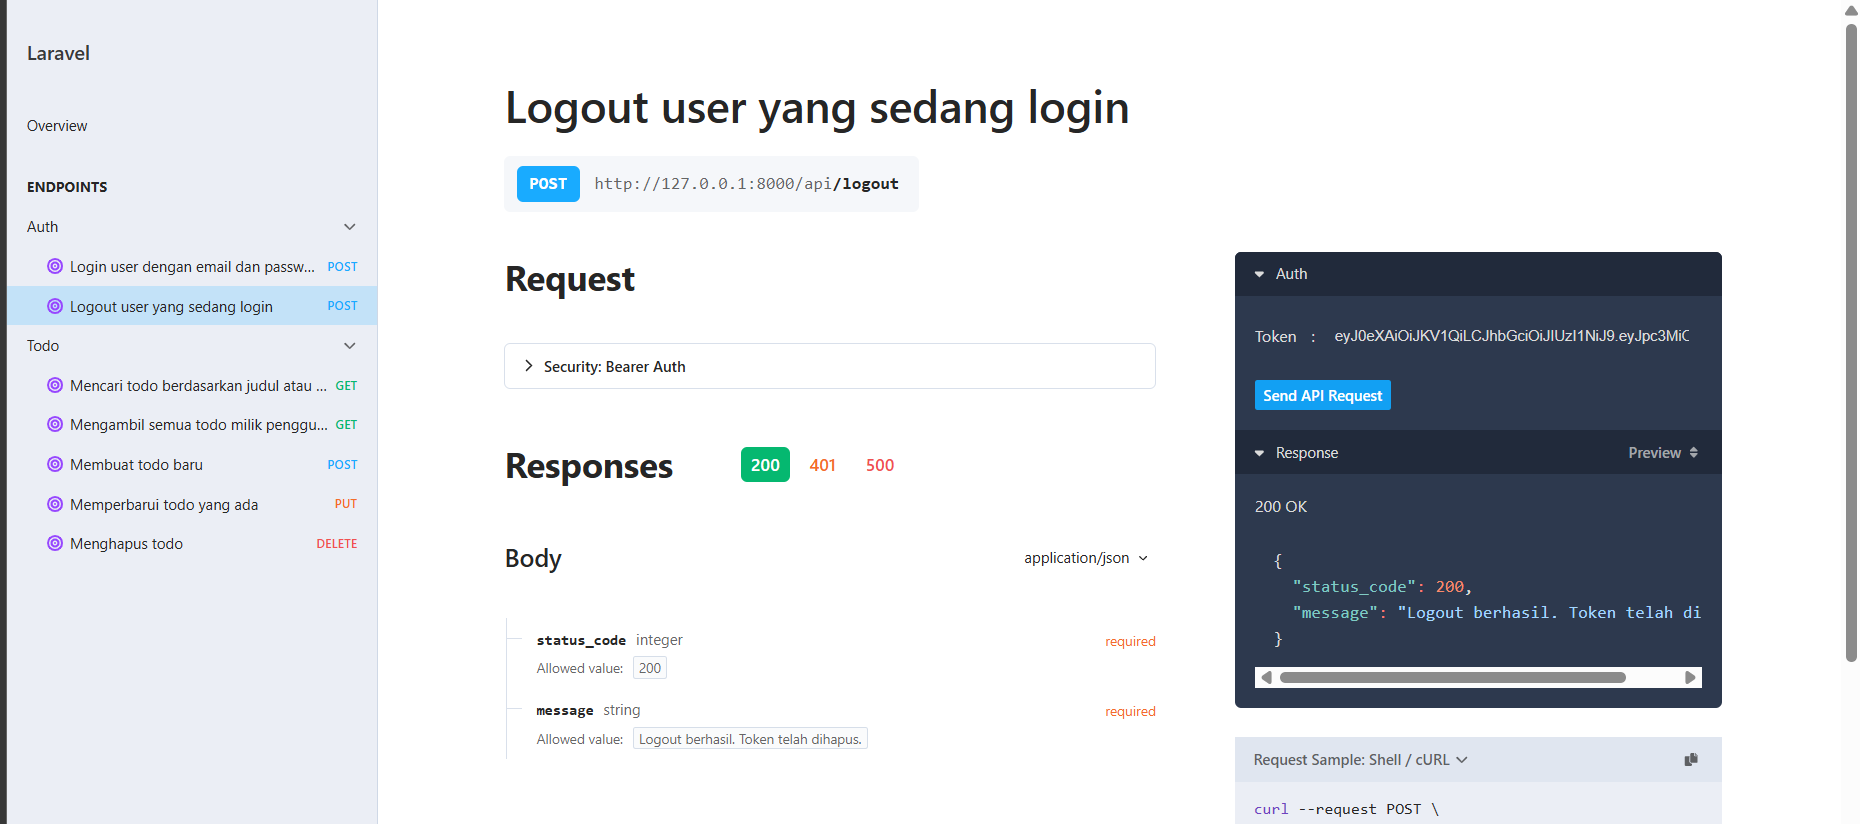 Laravel
Overview
ENDPOINTS
Auth
Login user dengan email dan passw... POST
Logout user yang sedang login POST
Todo
Mencari todo berdasarkan judul atau ... GET
Mengambil semua todo milik penggu... GET
Membuat todo baru POST
Memperbarui todo yang ada PUT
Menghapus todo DELETE
Logout user yang sedang login
POST http://127.0.0.1:8000/api/logout
Request
Security: Bearer Auth
Responses 200 401 500
Body application/json
status_code integer required
Allowed value: 200
message string required
Allowed value: Logout berhasil. Token telah dihapus.
Auth
Token : eyJ0eXAiOiJKV1QiLCJhbGciOiJIUzI1NiJ9.eyJpc3MiC
Send API Request
Response Preview
200 OK
{
"status_code": 200,
"message": "Logout berhasil. Token telah di
}
Request Sample: Shell / cURL
curl --request POST \